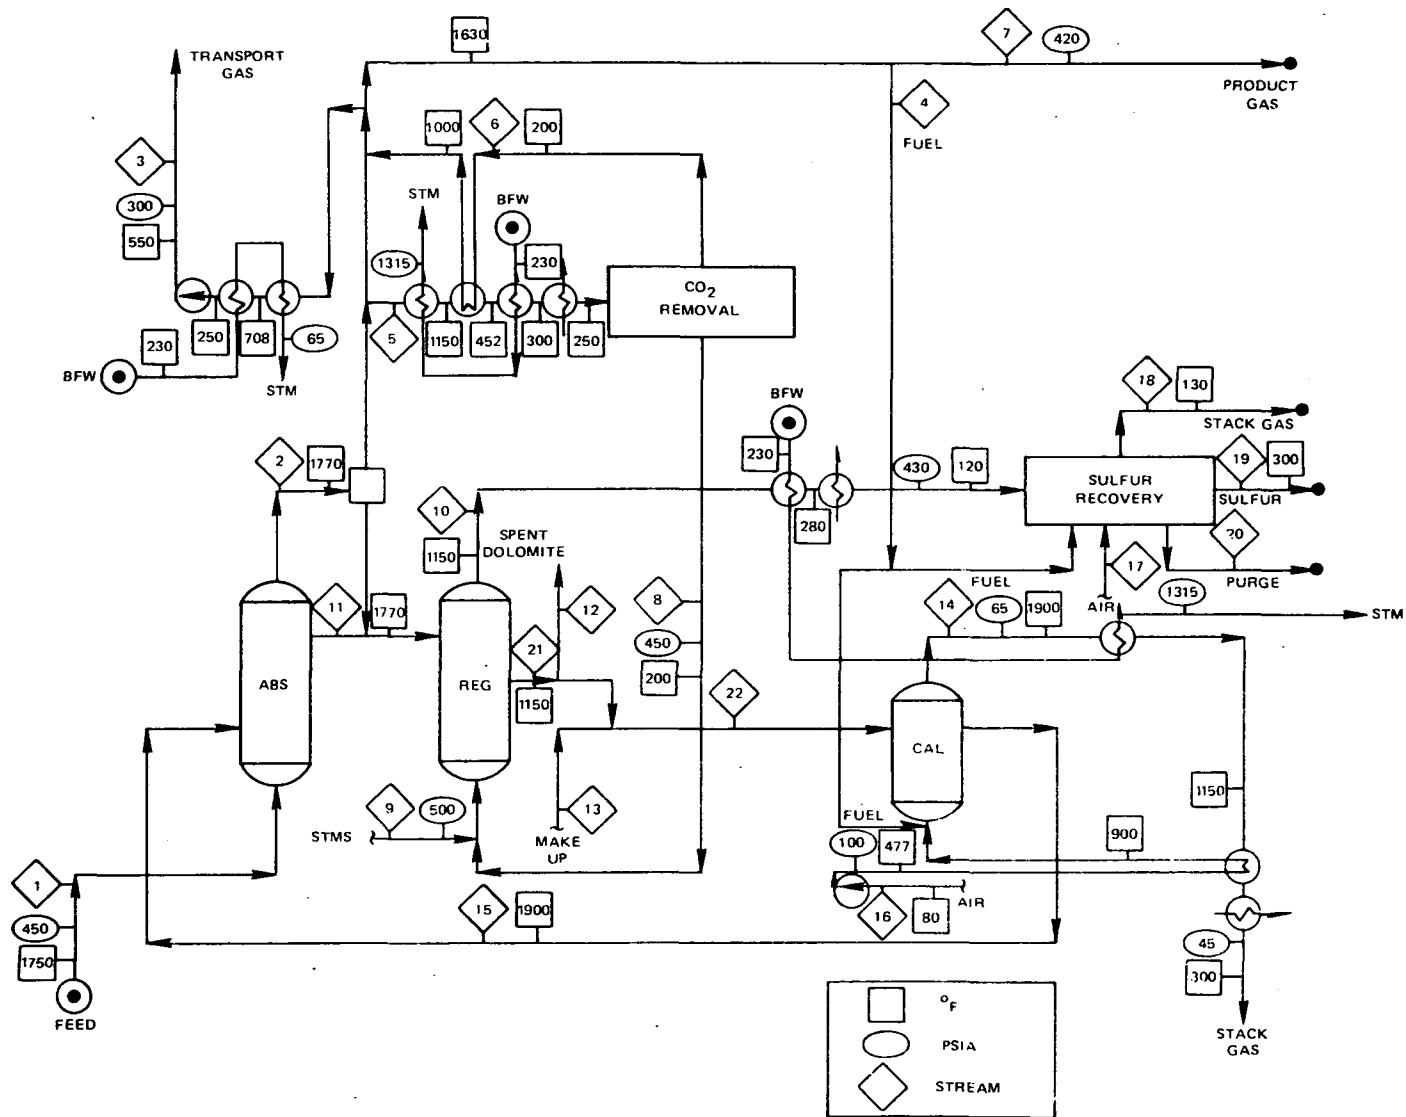 1630
7
420
TRANSPORT
GAS
PRODUCT
GAS
4
FUEL
1000
6
200
3
STM
BFW
300
550
1315
230
CO2
REMOVAL
5
1150
452
300
250
230
250
708
65
BFW
STM
18
130
BFW
STACK GAS
2
1770
230
430
120
SULFUR
RECOVERY
19
300
SULFUR
10
SPENT
DOLOMITE
280
1150
20
PURGE
FUEL
17
AIR
1315
11
1770
12
8
14
65
1900
STM
ABS
REG
21
450
1150
200
22
CAL
1150
9
500
13
FUEL
STMS
MAKE
UP
100
477
900
1
15
1900
16
80
AIR
450
45
1750
300
FEED
STACK
GAS
°F
PSIA
STREAM